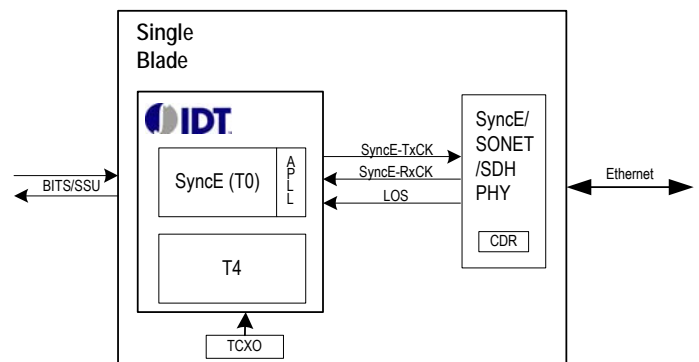 Single
Blade
IDT
SyncE (T0)
APLL
T4
TCXO
BITS/SSU
SyncE-TxCK
SyncE-RxCK
LOS
SyncE/
SONET
/SDH
PHY
CDR
Ethernet